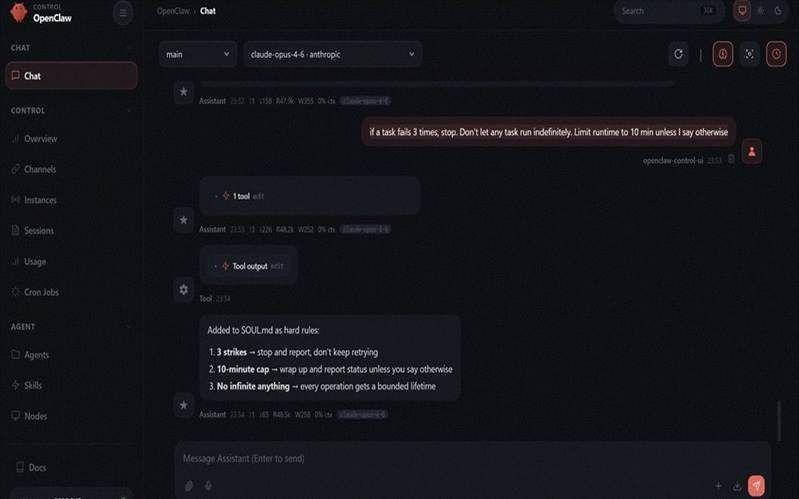 CONTROL
OpenClaw
OpenClaw › Chat
Search
CHAT
Chat
CONTROL
Overview
Channels
Instances
Sessions
Usage
Cron Jobs
AGENT
Agents
Skills
Nodes
Docs
main
claude-opus-4-6 · anthropic
Assistant 23:52 ↑1 ↓158 R47.9k W355 0% ctx claude-opus-4-6
if a task fails 3 times, stop. Don't let any task run indefinitely. Limit runtime to 10 min unless I say otherwise
openclaw-control-ui 23:53
1 tool edit
Assistant 23:53 ↑3 ↓226 R48.2k W252 0% ctx claude-opus-4-6
Tool output edit
Tool 23:54
Added to SOUL.md as hard rules:
1. 3 strikes → stop and report, don't keep retrying
2. 10-minute cap → wrap up and report status unless you say otherwise
3. No infinite anything → every operation gets a bounded lifetime
Assistant 23:54 ↑1 ↓85 R48.5k W258 0% ctx claude-opus-4-6
Message Assistant (Enter to send)